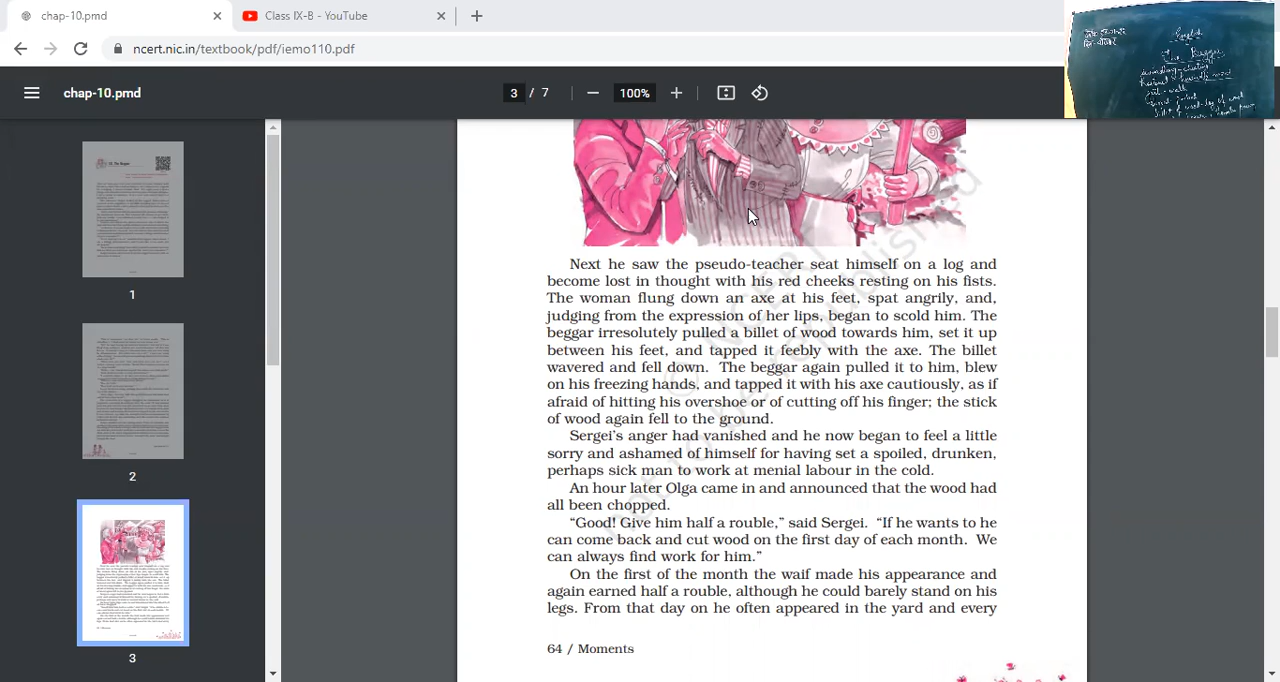 chap-10.pmd
Class IX-B - YouTube
ncert.nic.in/textbook/pdf/iemo110.pdf
chap-10.pmd
3 / 7
100%
English
The Beggar
1
2
3
Next he saw the pseudo-teacher seat himself on a log and
become lost in thought with his red cheeks resting on his fists.
The woman flung down an axe at his feet, spat angrily, and,
judging from the expression of her lips, began to scold him. The
beggar irresolutely pulled a billet of wood towards him, set it up
between his feet, and tapped it feebly with the axe. The billet
wavered and fell down. The beggar again pulled it to him, blew
on his freezing hands, and tapped it with his axe cautiously, as if
afraid of hitting his overshoe or of cutting off his finger; the stick
of wood again fell to the ground.
Sergei's anger had vanished and he now began to feel a little
sorry and ashamed of himself for having set a spoiled, drunken,
perhaps sick man to work at menial labour in the cold.
An hour later Olga came in and announced that the wood had
all been chopped.
“Good! Give him half a rouble,” said Sergei. “If he wants to he
can come back and cut wood on the first day of each month. We
can always find work for him.”
On the first of the month the waif made his appearance and
again earned half a rouble, although he could barely stand on his
legs. From that day on he often appeared in the yard and every
64 / Moments